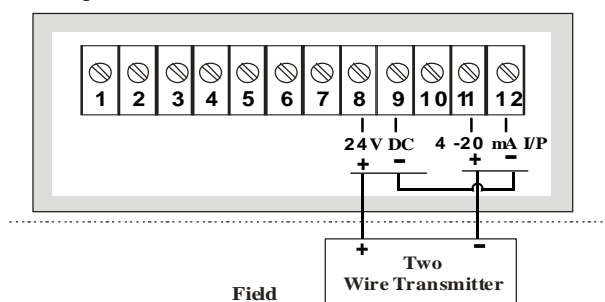 1 2 3 4 5 6 7 8 9 10 11 12
24V DC 4 -20 mA I/P
+ - + -
+ -
Two
Wire Transmitter
Field